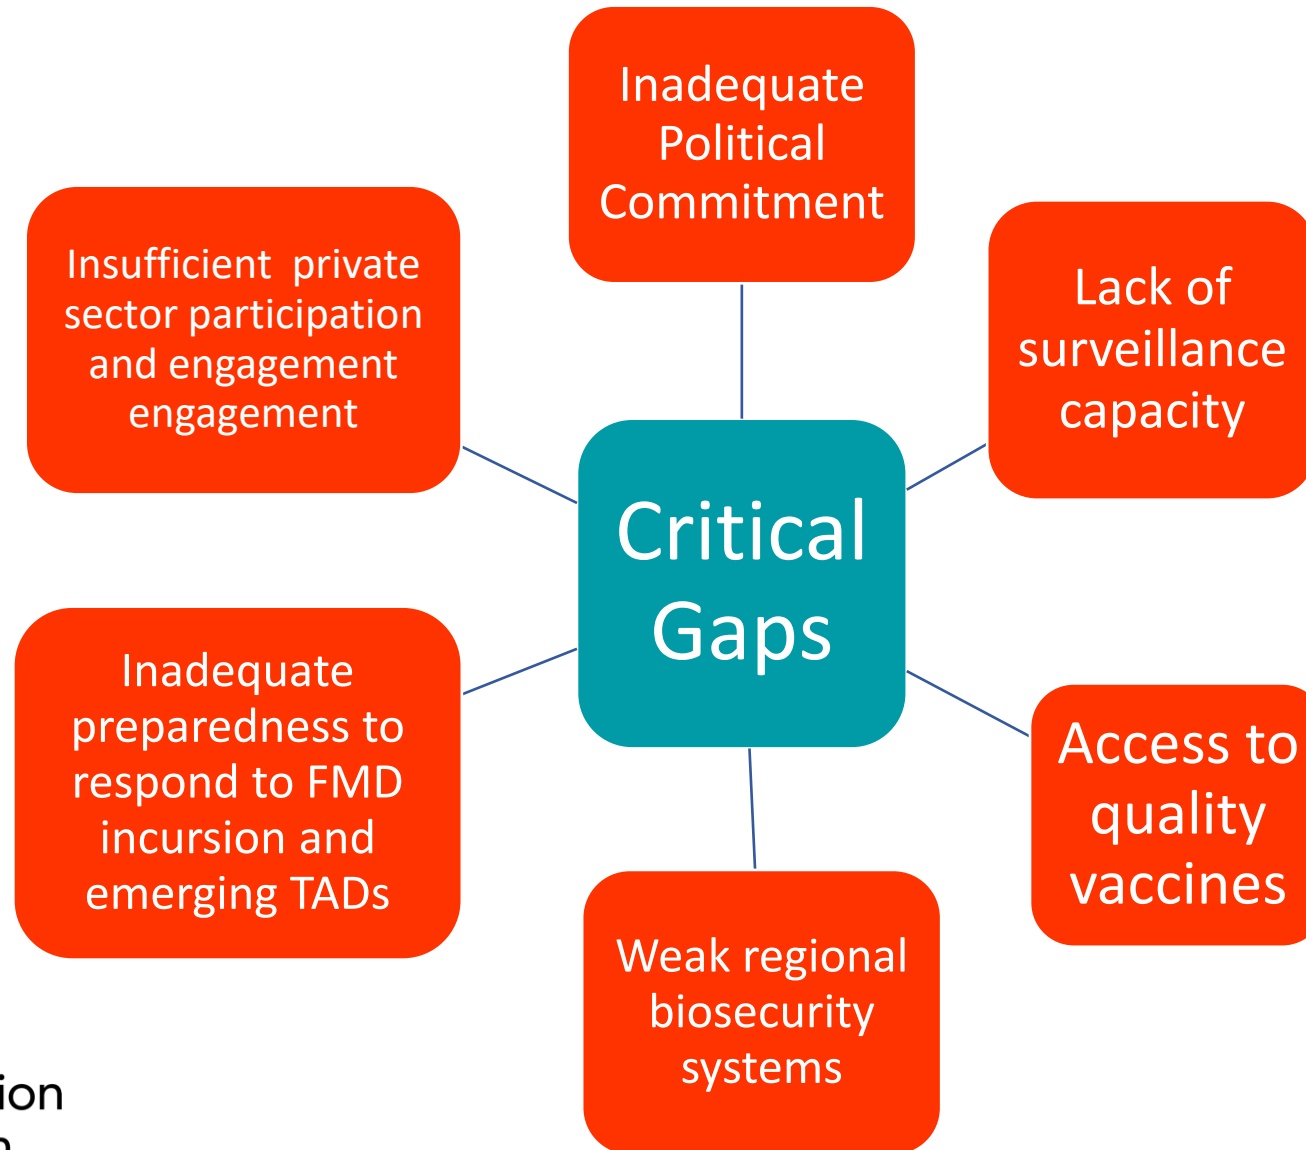 Inadequate
Political
Commitment
Insufficient  private
sector participation
and engagement
engagement
Lack of
surveillance
capacity
Critical
Gaps
Inadequate
preparedness to
respond to FMD
incursion and
emerging TADs
Access to
quality
vaccines
Weak regional
biosecurity
systems
ion